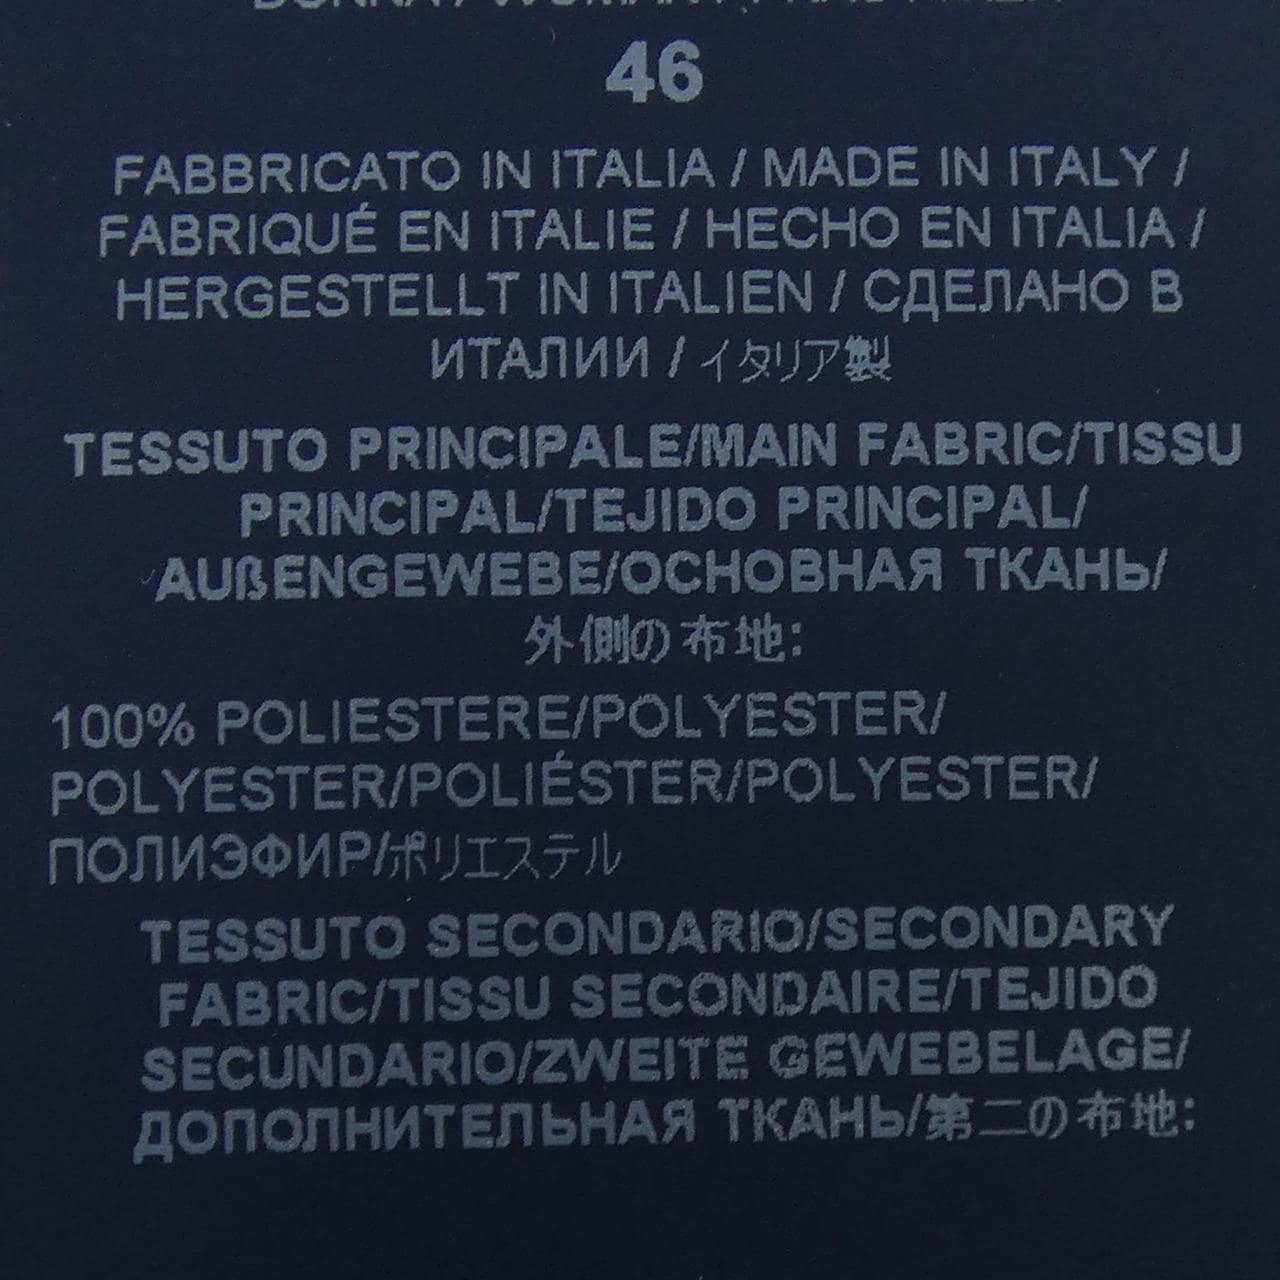 46
FABBRICATO IN ITALIA / MADE IN ITALY /
FABRIQUÉ EN ITALIE / HECHO EN ITALIA /
HERGESTELLT IN ITALIEN / СДЕЛАНО В
ИТАЛИИ / イタリア製
TESSUTO PRINCIPALE/MAIN FABRIC/TISSU
PRINCIPAL/TEJIDO PRINCIPAL/
AUßENGEWEBE/ОСНОВНАЯ ТКАНЬ/
外側の布地:
100% POLIESTERE/POLYESTER/
POLYESTER/POLIÉSTER/POLYESTER/
ПОЛИЭФИР/ポリエステル
TESSUTO SECONDARIO/SECONDARY
FABRIC/TISSU SECONDAIRE/TEJIDO
SECUNDARIO/ZWEITE GEWEBELAGE/
ДОПОЛНИТЕЛЬНАЯ ТКАНЬ/第二の布地: